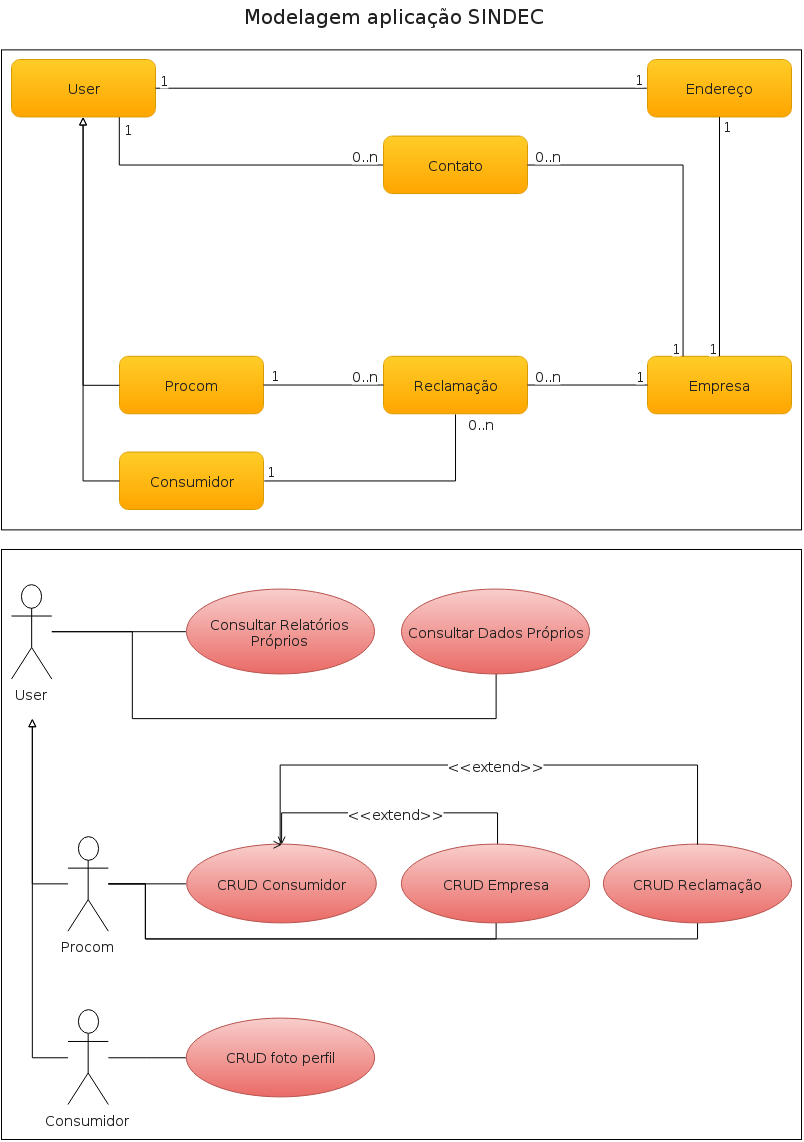 Modelagem aplicação SINDEC
User
1
1
Endereço
1
1
0..n
Contato
0..n
1
1
Procom
1
0..n
Reclamação
0..n
1
Empresa
0..n
Consumidor
1
Consultar Relatórios
Próprios
Consultar Dados Próprios
User
<<extend>>
<<extend>>
CRUD Consumidor
CRUD Empresa
CRUD Reclamação
Procom
CRUD foto perfil
Consumidor